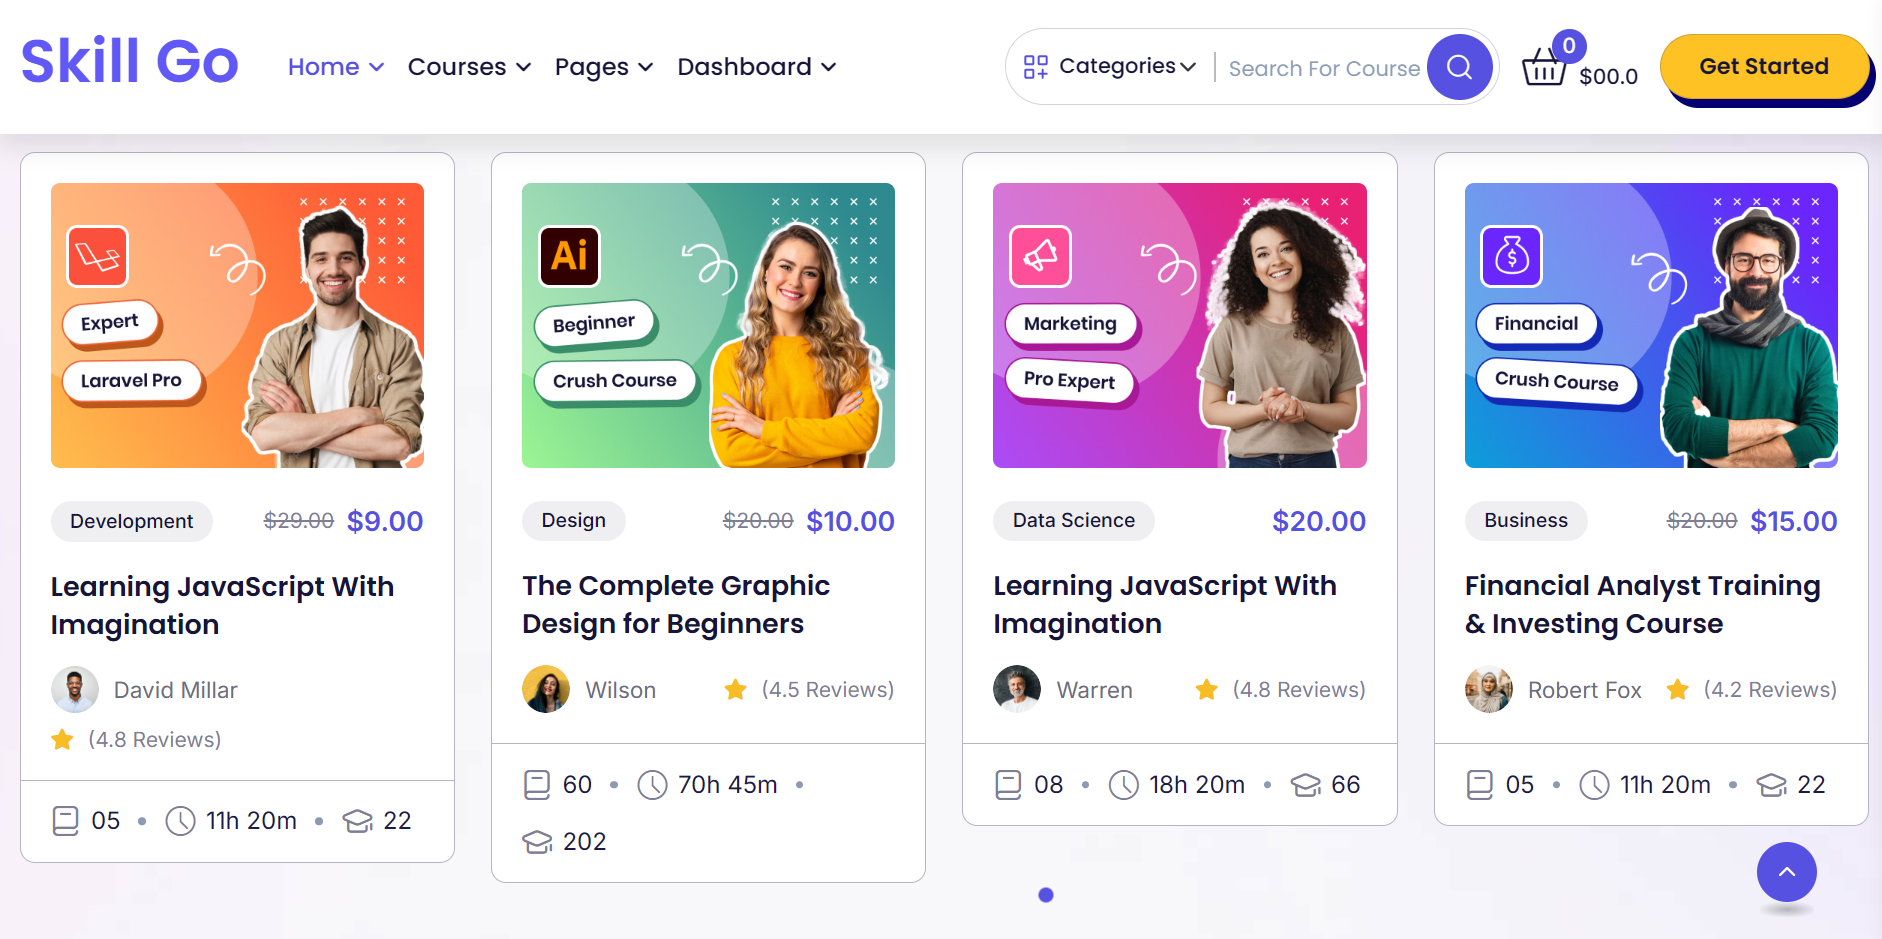 Skill Go
Home
Courses
Pages
Dashboard
Categories
Search For Course
0
$00.0
Get Started
Expert
Laravel Pro
Development
$29.00 $9.00
Learning JavaScript With
Imagination
David Millar
(4.8 Reviews)
05 • 11h 20m • 22
Ai
Beginner
Crush Course
Design
$20.00 $10.00
The Complete Graphic
Design for Beginners
Wilson
(4.5 Reviews)
60 • 70h 45m •
202
Marketing
Pro Expert
Data Science
$20.00
Learning JavaScript With
Imagination
Warren
(4.8 Reviews)
08 • 18h 20m • 66
$
Financial
Crush Course
Business
$20.00 $15.00
Financial Analyst Training
& Investing Course
Robert Fox
(4.2 Reviews)
05 • 11h 20m • 22